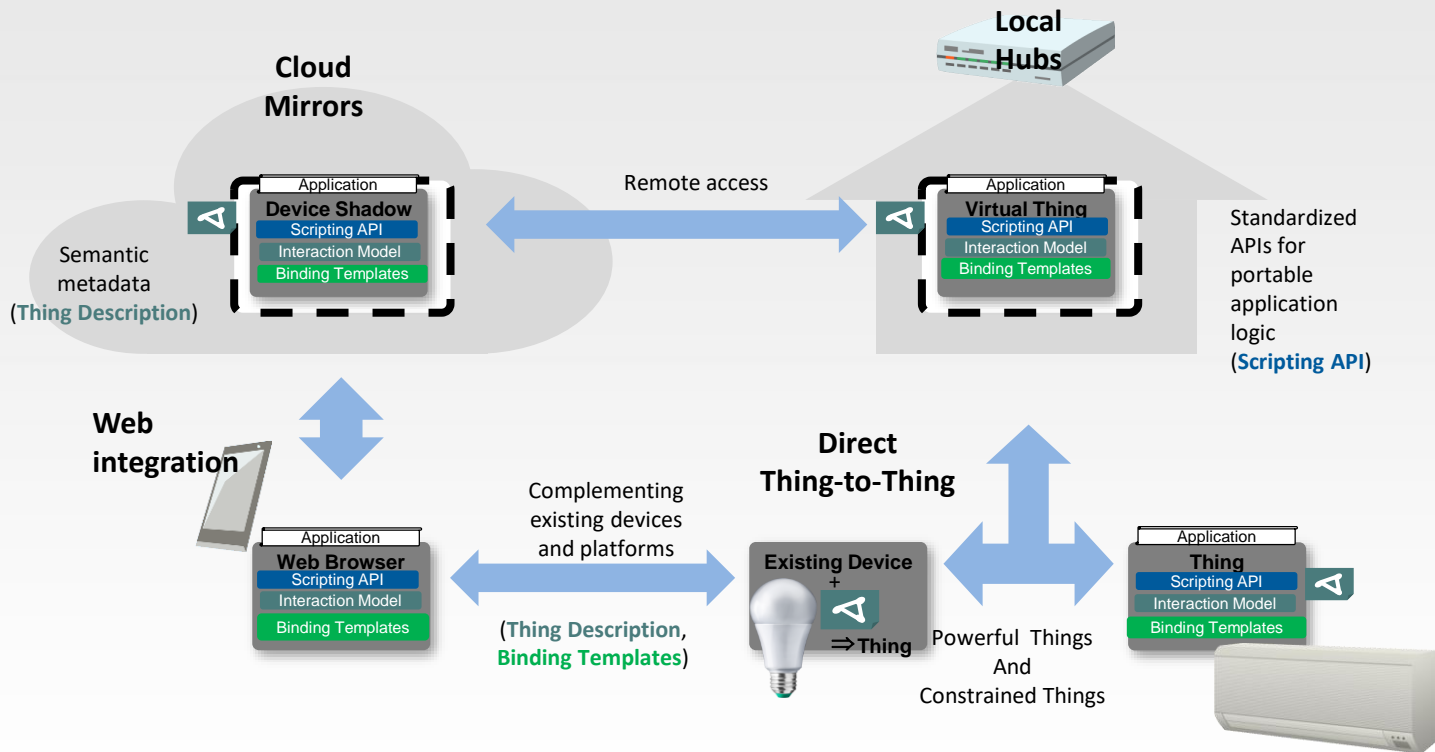 Cloud
Mirrors
Local
Hubs
Application
Device Shadow
Scripting API
Interaction Model
Binding Templates
Semantic
metadata
(Thing Description)
Remote access
Application
Virtual Thing
Scripting API
Interaction Model
Binding Templates
Standardized
APIs for
portable
application
logic
(Scripting API)
Web
integration
Application
Web Browser
Scripting API
Interaction Model
Binding Templates
Complementing
existing devices
and platforms
(Thing Description,
Binding Templates)
Direct
Thing-to-Thing
Existing Device
+
⇒Thing
Powerful Things
And
Constrained Things
Application
Thing
Scripting API
Interaction Model
Binding Templates